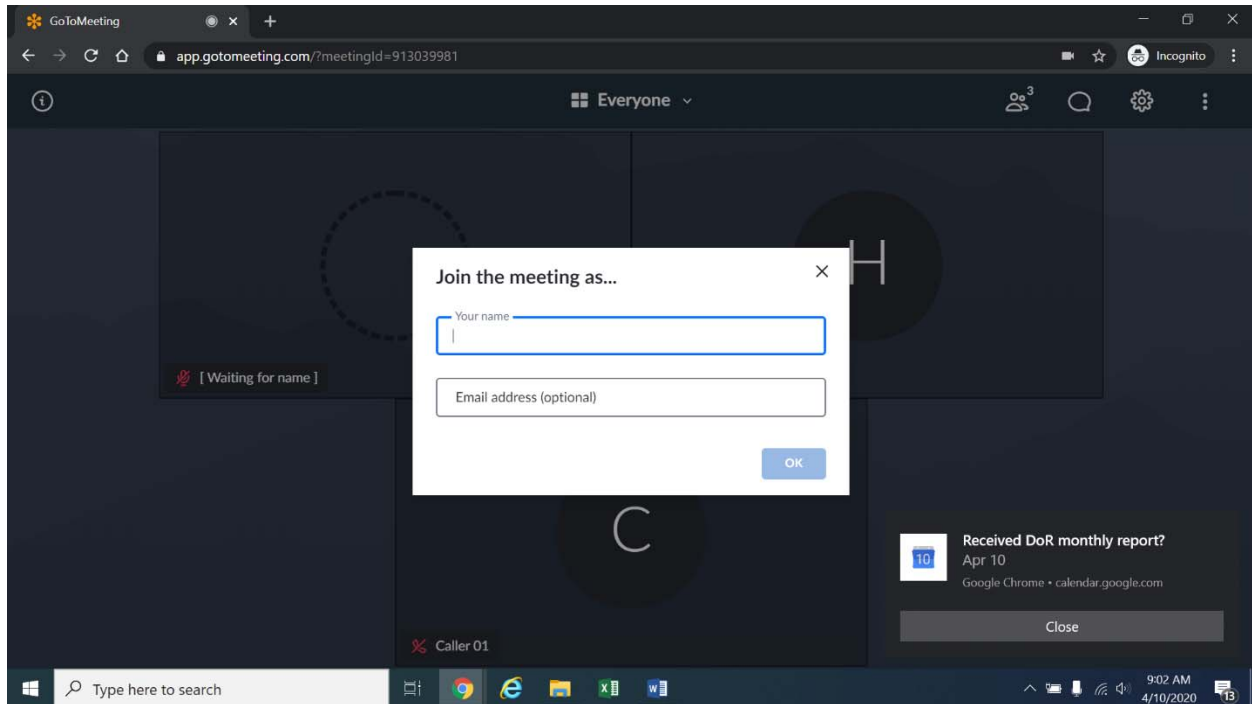 GoToMeeting
app.gotomeeting.com/?meetingId=913039981
Incognito
Everyone
3
H
Join the meeting as...
Your name
[ Waiting for name ]
Email address (optional)
OK
C
Received DoR monthly report?
10
Apr 10
Google Chrome • calendar.google.com
Close
Caller 01
Type here to search
9:02 AM
4/10/2020
13